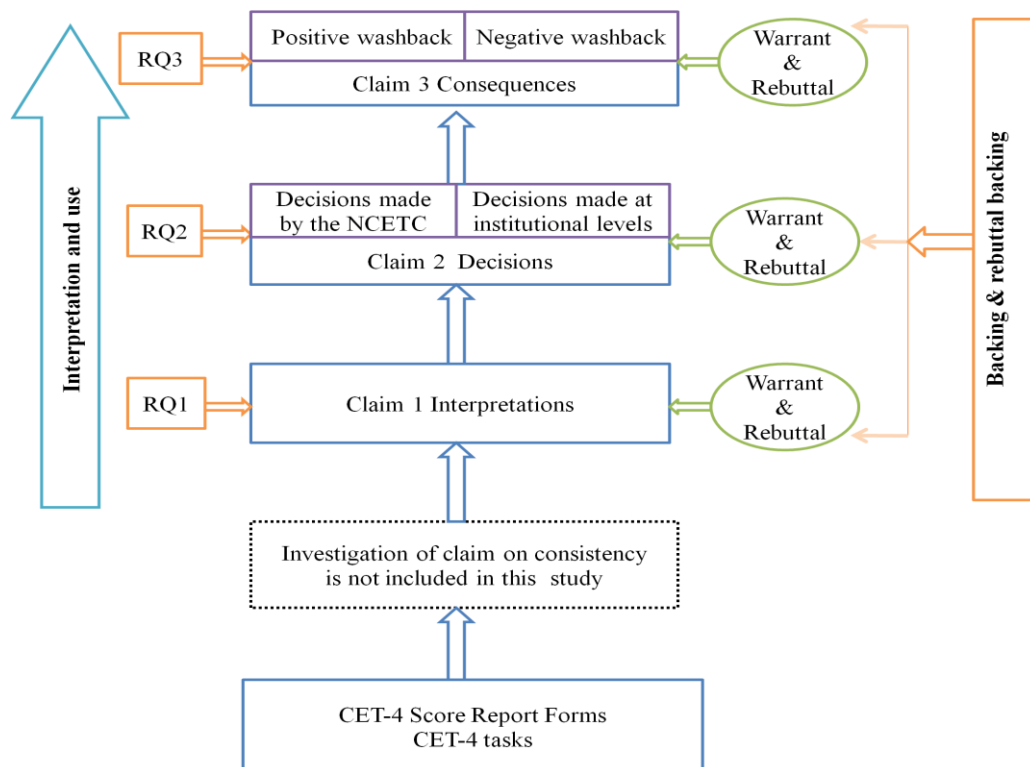 Positive washback
Negative washback
RQ3
Claim 3 Consequences
Warrant
&
Rebuttal
Decisions made
by the NCETC
Decisions made at
institutional levels
RQ2
Claim 2 Decisions
Warrant
&
Rebuttal
RQ1
Claim 1 Interpretations
Warrant
&
Rebuttal
Interpretation and use
Backing & rebuttal backing
Investigation of claim on consistency
is not included in this study
CET-4 Score Report Forms
CET-4 tasks